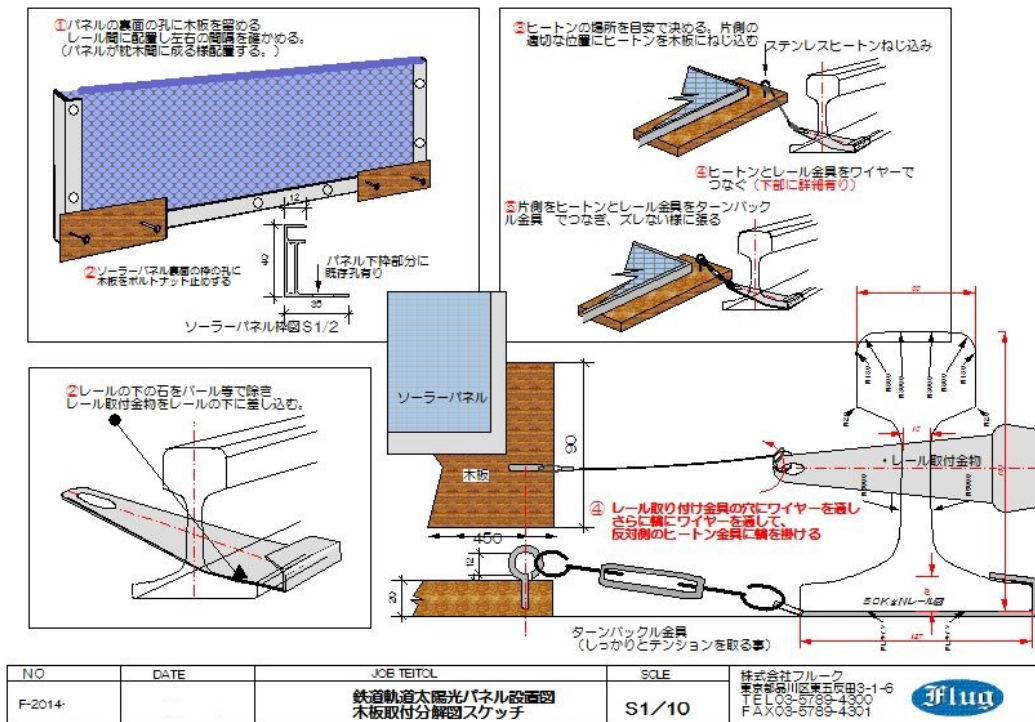 ①パネルの裏面の孔に木板を留める
レール間に配置し左右の間隔を確かめる。
(パネルが枕木間に成る様配置する。)
12
40
35
②ソーラーパネル裏面の枠の孔に
木板をボルトナット止めする
パネル下枠部分に
既存孔有り
ソーラーパネル枠図S1/2
③ヒートンの場所を目安で決める。片側の
適切な位置にヒートンを木板にねじ込む
ステンレスヒートンねじ込み
④ヒートンとレール金具をワイヤーで
つなぐ(下部に詳細有り)
⑤片側をヒートンとレール金具をターンバック
ル金具 でつなぎ、ズレない様に張る
②レールの下の石をバール等で除き
レール取付金物をレールの下に差し込む。
ソーラーパネル
木板
90
450
12
4
20
・レール取付金物
④ レール取り付け金具の穴にワイヤーを通し
さらに輪にワイヤーを通して、
反対側のヒートン金具に輪を掛ける
50KgNレール図
127
ターンバックル金具
(しっかりとテンションを取る事)
NO
DATE
JOB TEITOL
SCLE
F-2014-
鉄道軌道太陽光パネル設置図
木板取付分解図スケッチ
S1/10
株式会社フルーク
東京都品川区東五反田3-1-6
TEL03-5789-4300
FAX03-5789-4301
Flug